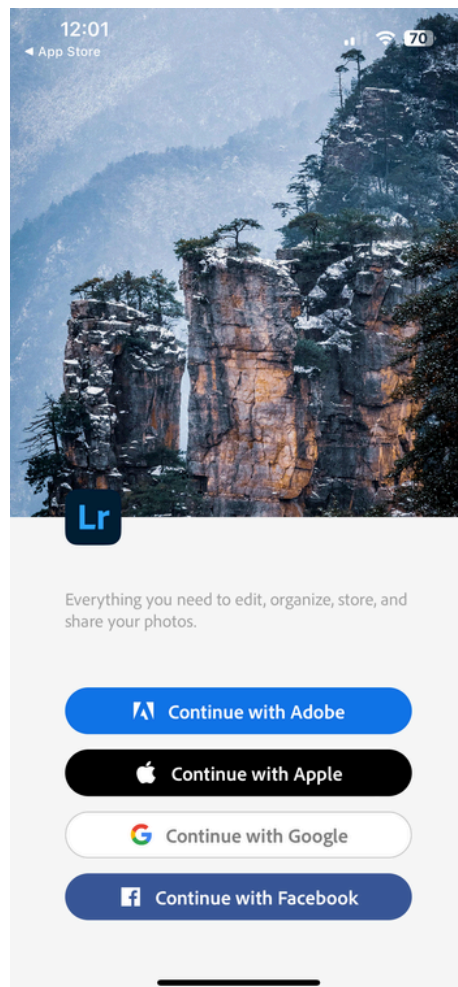 12:01
◀ App Store
70
Lr
Everything you need to edit, organize, store, and
share your photos.
Continue with Adobe
Continue with Apple
Continue with Google
Continue with Facebook